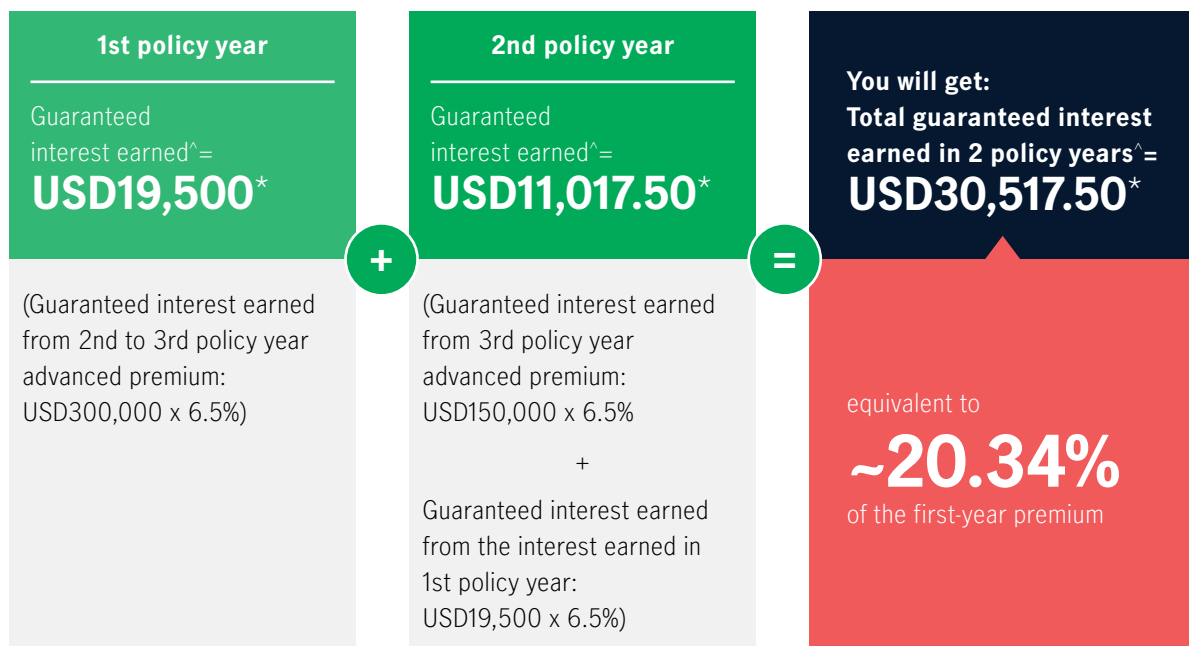 1st policy year
Guaranteed
interest earned^=
USD19,500*
(Guaranteed interest earned
from 2nd to 3rd policy year
advanced premium:
USD300,000 x 6.5%)
+
2nd policy year
Guaranteed
interest earned^=
USD11,017.50*
(Guaranteed interest earned
from 3rd policy year
advanced premium:
USD150,000 x 6.5%
+
Guaranteed interest earned
from the interest earned in
1st policy year:
USD19,500 x 6.5%)
=
You will get:
Total guaranteed interest
earned in 2 policy years^=
USD30,517.50*
equivalent to
~20.34%
of the first-year premium